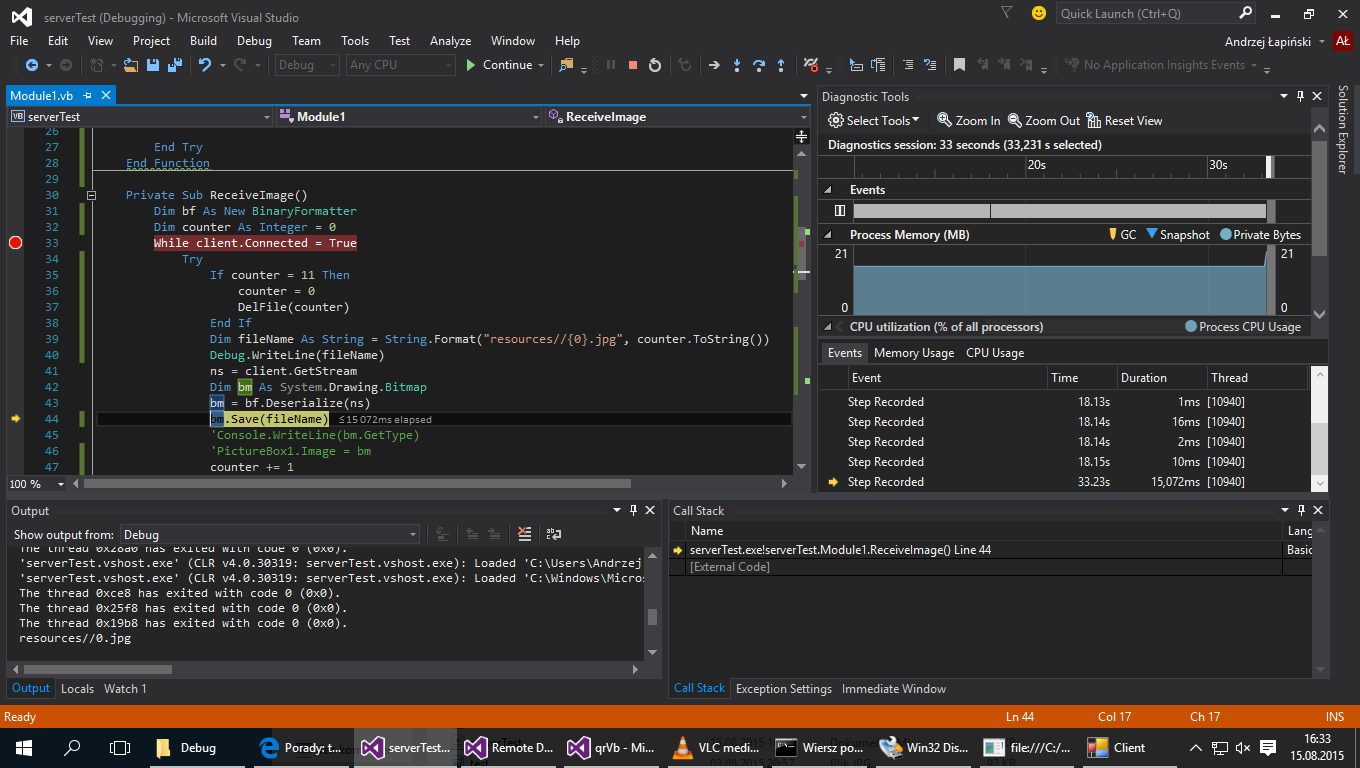 serverTest (Debugging) - Microsoft Visual Studio
Quick Launch (Ctrl+Q)
File Edit View Project Build Debug Team Tools Test Analyze Window Help
Andrzej Łapiński AŁ
Debug Any CPU Continue No Application Insights Events
Module1.vb
VB serverTest Module1 ReceiveImage
26
27 End Try
28 End Function
29
30 Private Sub ReceiveImage()
31 Dim bf As New BinaryFormatter
32 Dim counter As Integer = 0
33 While client.Connected = True
34 Try
35 If counter = 11 Then
36 counter = 0
37 DelFile(counter)
38 End If
39 Dim fileName As String = String.Format("resources//{0}.jpg", counter.ToString())
40 Debug.WriteLine(fileName)
41 ns = client.GetStream
42 Dim bm As System.Drawing.Bitmap
43 bm = bf.Deserialize(ns)
44 bm.Save(fileName) ≤15 072ms elapsed
45 'Console.WriteLine(bm.GetType)
46 'PictureBox1.Image = bm
47 counter += 1
100 %
Diagnostic Tools
Select Tools Zoom In Zoom Out Reset View
Diagnostics session: 33 seconds (33,231 s selected)
20s 30s
Events
Process Memory (MB) GC Snapshot Private Bytes
21 21
0 0
CPU utilization (% of all processors) Process CPU Usage
Events Memory Usage CPU Usage
Event Time Duration Thread
Step Recorded 18.13s 1ms [10940]
Step Recorded 18.14s 16ms [10940]
Step Recorded 18.14s 2ms [10940]
Step Recorded 18.15s 10ms [10940]
Step Recorded 33.23s 15,072ms [10940]
Solution Explorer
Output
Show output from: Debug
The thread 0x28a0 has exited with code 0 (0x0).
'serverTest.vshost.exe' (CLR v4.0.30319: serverTest.vshost.exe): Loaded 'C:\Users\Andrzej
'serverTest.vshost.exe' (CLR v4.0.30319: serverTest.vshost.exe): Loaded 'C:\Windows\Micros
The thread 0xce8 has exited with code 0 (0x0).
The thread 0x25f8 has exited with code 0 (0x0).
The thread 0x19b8 has exited with code 0 (0x0).
resources//0.jpg
Output Locals Watch 1
Call Stack
Name Lang
serverTest.exe!serverTest.Module1.ReceiveImage() Line 44 Basic
[External Code]
Call Stack Exception Settings Immediate Window
Ready Ln 44 Col 17 Ch 17 INS
Debug Porady: t... serverTest... Remote D... qrVb - Mi... VLC medi... Wiersz po... Win32 Dis... file:///C:/... Client
16:33
15.08.2015